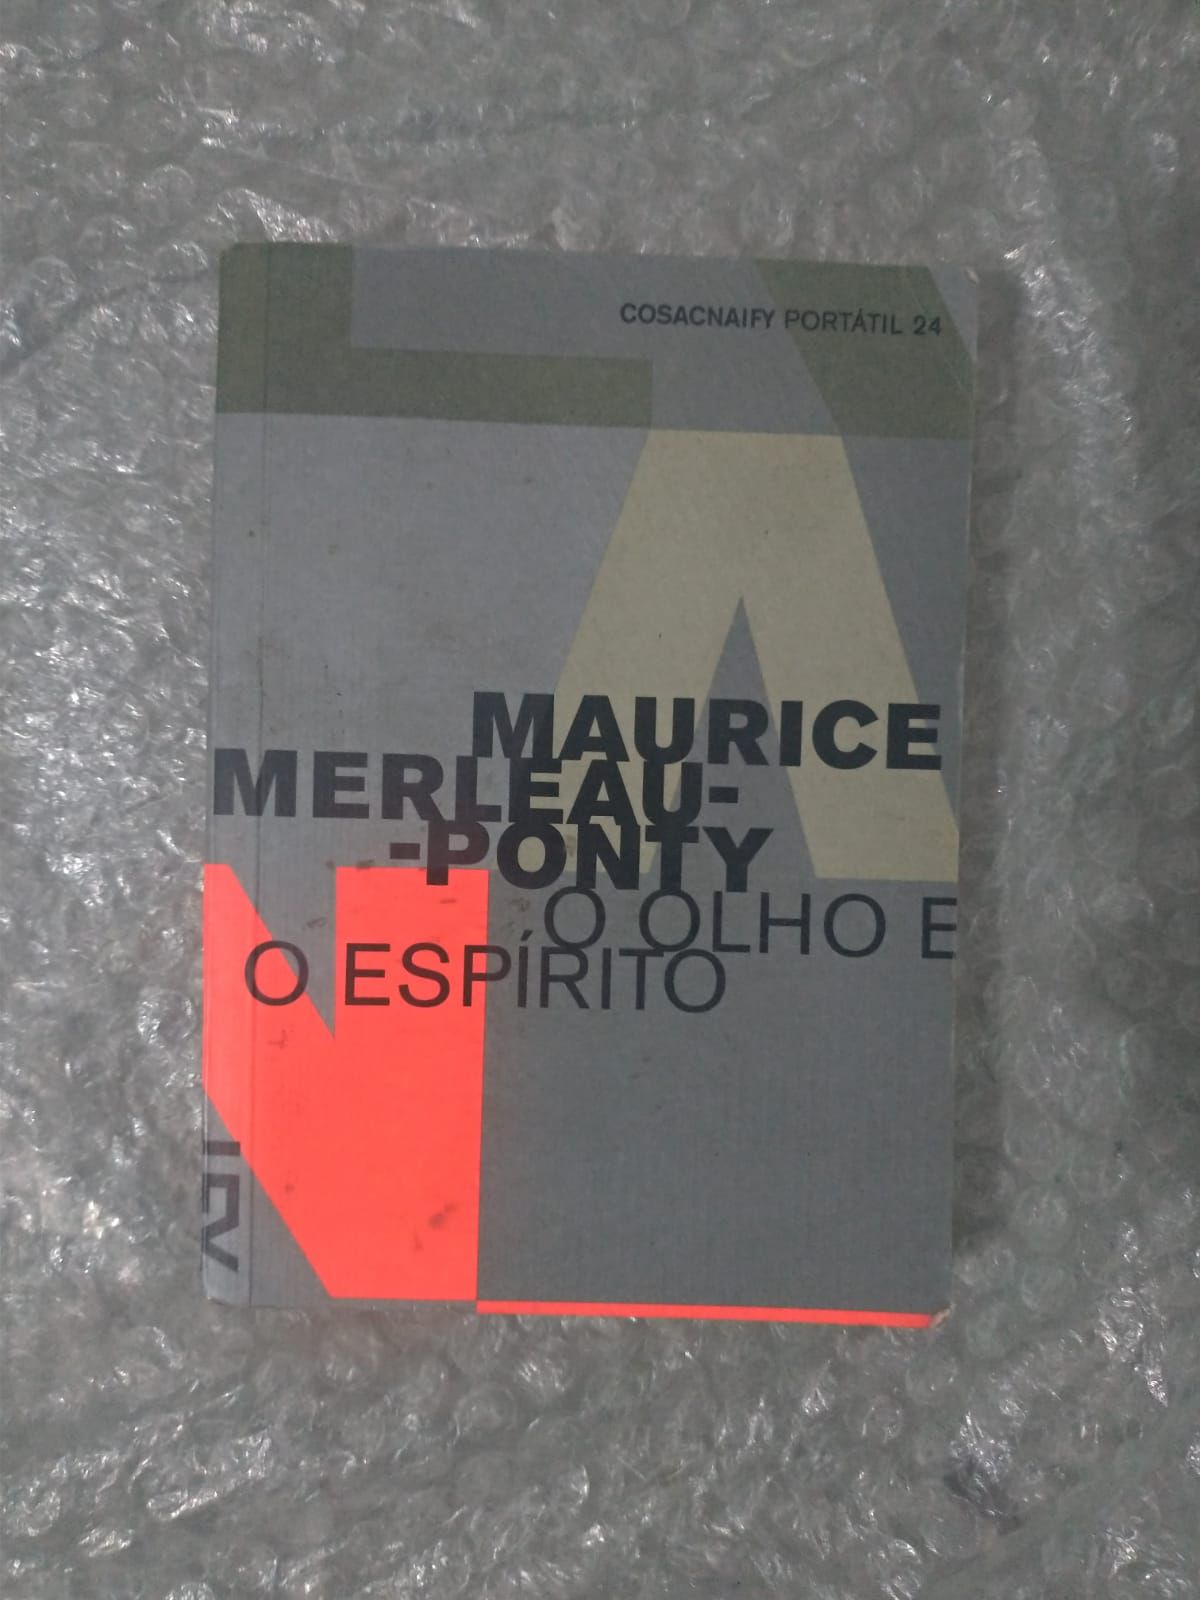 COSACNAIFY PORTÁTIL 24
MAURICE
MERLEAU-
-PONTY
O OLHO E
O ESPÍRITO